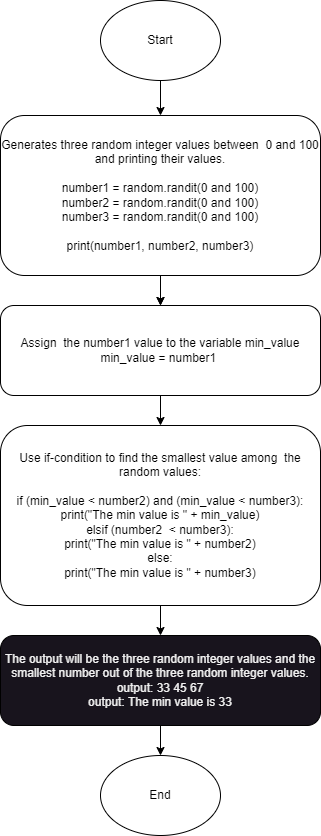 Start
Generates three random integer values between  0 and 100
and printing their values.
number1 = random.randit(0 and 100)
number2 = random.randit(0 and 100)
number3 = random.randit(0 and 100)
print(number1, number2, number3)
Assign  the number1 value to the variable min_value
min_value = number1
Use if-condition to find the smallest value among  the
random values:
if (min_value < number2) and (min_value < number3):
print("The min value is " + min_value)
elsif (number2  < number3):
print("The min value is " + number2)
else:
print("The min value is " + number3)
The output will be the three random integer values and the
smallest number out of the three random integer values.
output: 33 45 67
output: The min value is 33
End